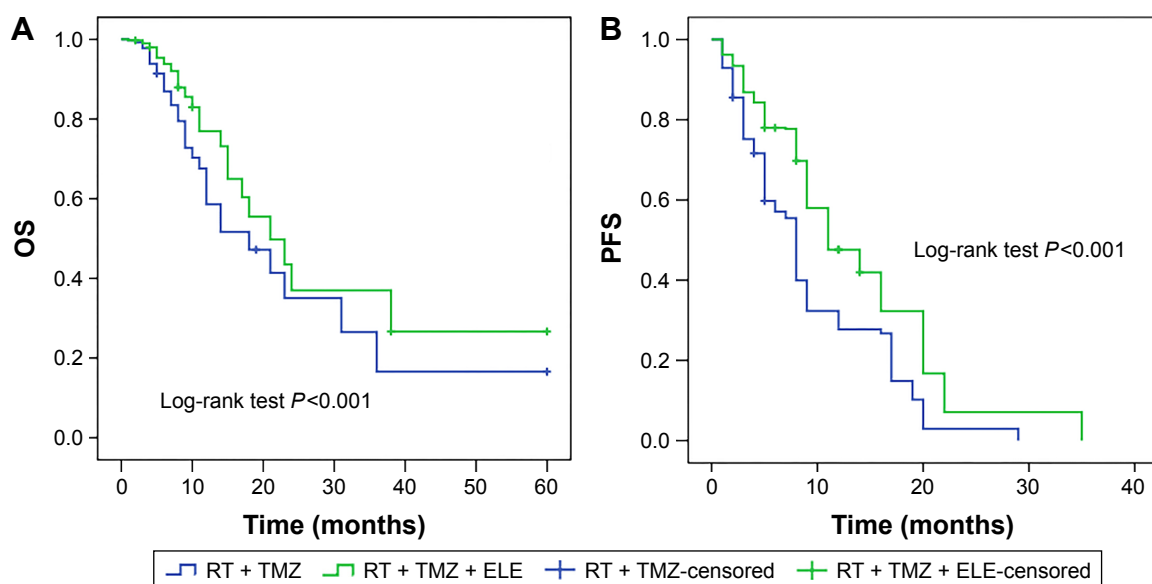 A
OS
1.0
0.8
0.6
0.4
0.2
0.0
Log-rank test P<0.001
0 10 20 30 40 50 60
Time (months)
B
PFS
1.0
0.8
0.6
0.4
0.2
0.0
Log-rank test P<0.001
0 10 20 30 40
Time (months)
RT + TMZ RT + TMZ + ELE RT + TMZ-censored RT + TMZ + ELE-censored